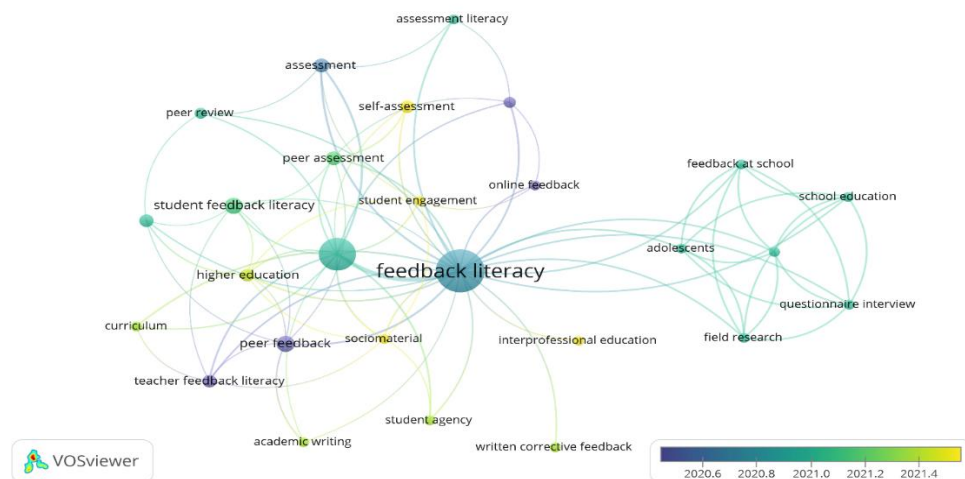 assessment literacy
assessment
self-assessment
peer review
peer assessment
feedback at school
online feedback
school education
student engagement
student feedback literacy
adolescents
feedback literacy
higher education
questionnaire interview
curriculum
sociomaterial
interprofessional education
field research
peer feedback
teacher feedback literacy
student agency
academic writing
written corrective feedback
VOSviewer
2020.6 2020.8 2021.0 2021.2 2021.4